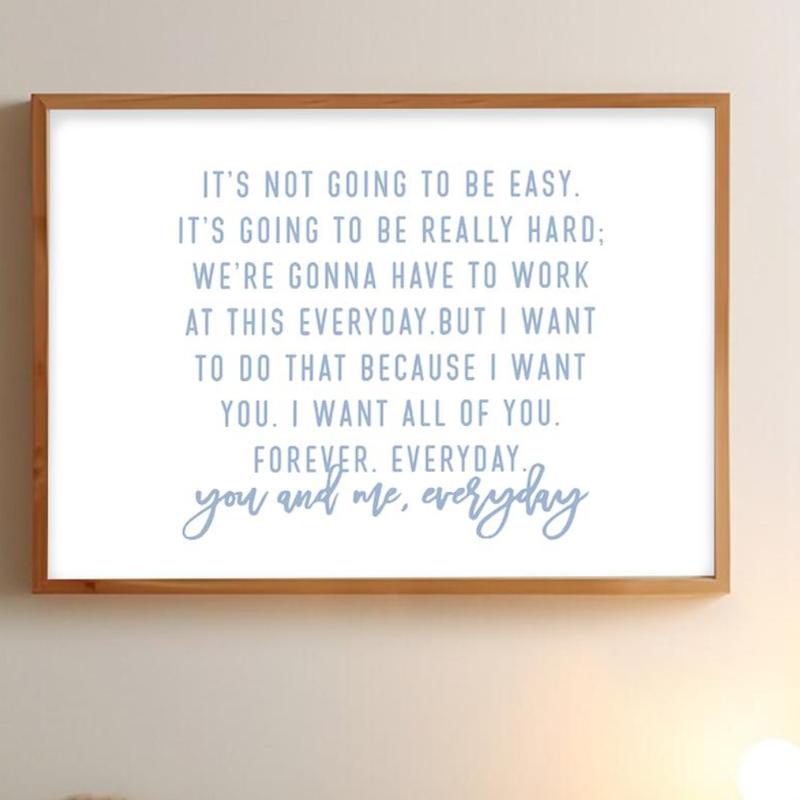 IT'S NOT GOING TO BE EASY.
IT'S GOING TO BE REALLY HARD;
WE'RE GONNA HAVE TO WORK
AT THIS EVERYDAY.BUT I WANT
TO DO THAT BECAUSE I WANT
YOU. I WANT ALL OF YOU.
FOREVER. EVERYDAY.
you and me, everyday